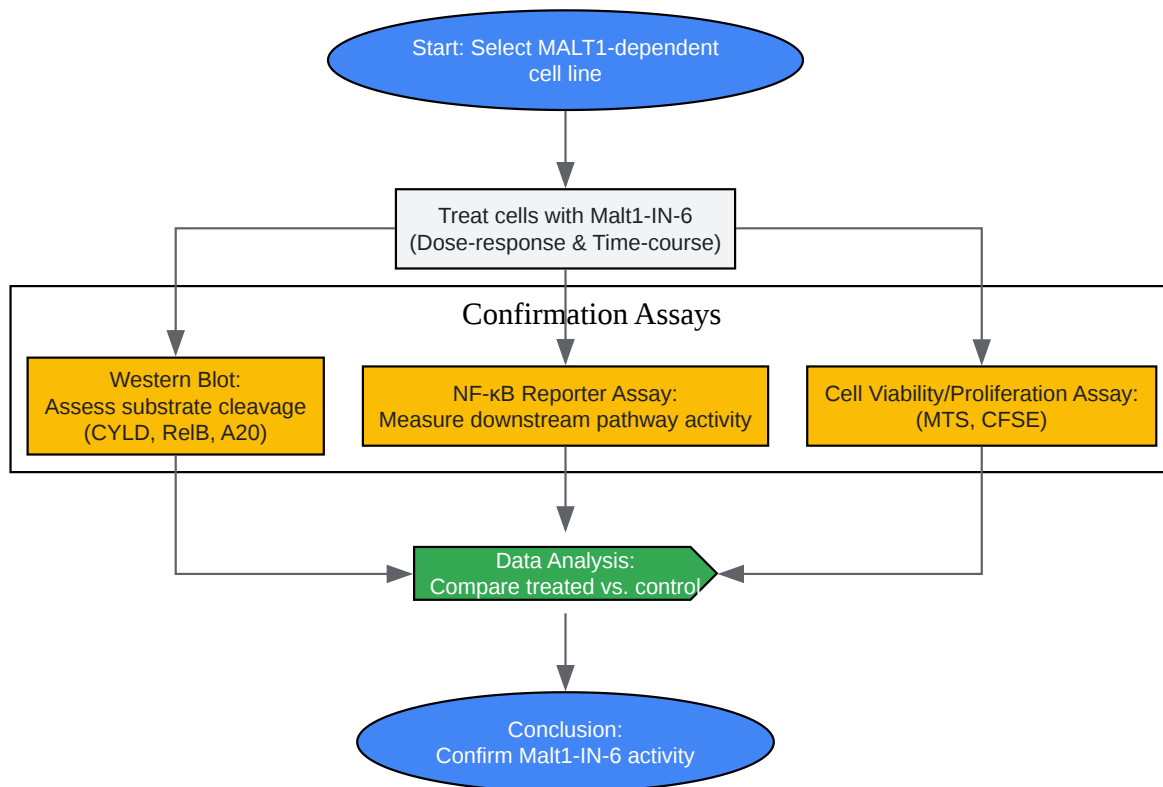 Start: Select MALT1-dependent
cell line
Treat cells with Malt1-IN-6
(Dose-response & Time-course)
Confirmation Assays
Western Blot:
Assess substrate cleavage
(CYLD, RelB, A20)
NF-κB Reporter Assay:
Measure downstream pathway activity
Cell Viability/Proliferation Assay:
(MTS, CFSE)
Data Analysis:
Compare treated vs. control
Conclusion:
Confirm Malt1-IN-6 activity